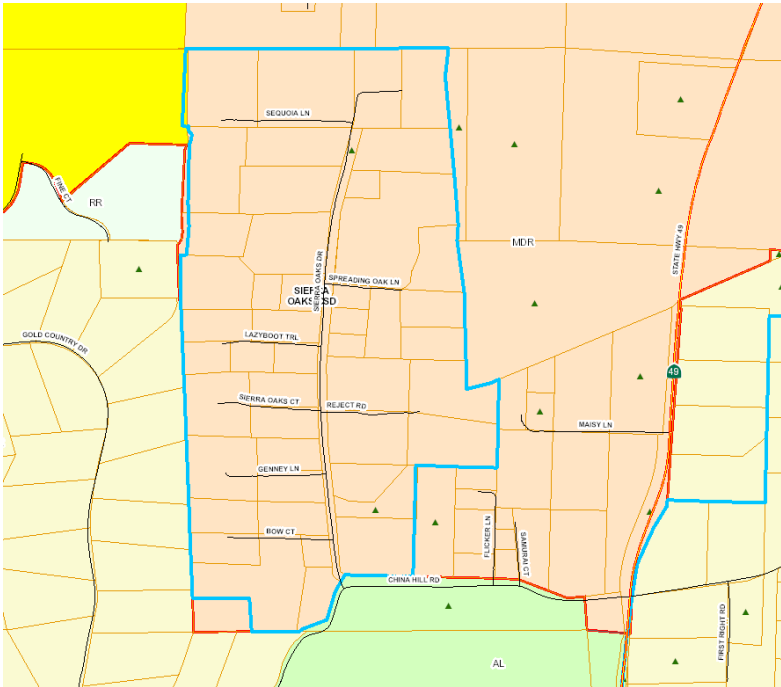 SEQUOIA LN
FINE CT
RR
SIERRA OAKS DR
MDR
STATE HWY 49
SPREADING OAK LN
SIERRA
OAKS CSD
GOLD COUNTRY DR
LAZYBOOT TRL
49
SIERRA OAKS CT
REJECT RD
MAISY LN
GENNEY LN
BOW CT
FLICKER LN
SAMURAI CT
CHINA HILL RD
FIRST RIGHT RD
AL